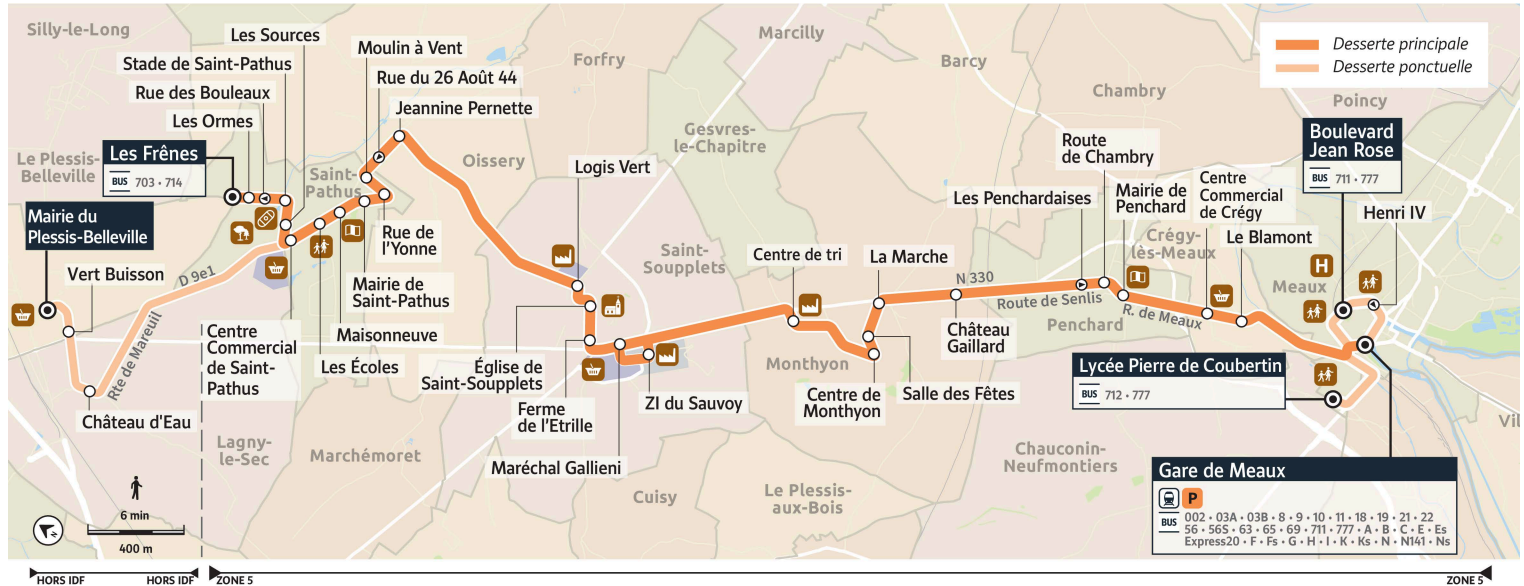 Silly-le-Long
Les Sources
Stade de Saint-Pathus
Rue des Bouleaux
Les Ormes
Les Frênes
BUS 703 • 714
Le Plessis-
Belleville
Mairie du
Plessis-Belleville
Vert Buisson
D 9e1
Rte de Mareuil
Château d'Eau
Saint-
Pathus
Moulin à Vent
Rue du 26 Août 44
Jeannine Pernette
Forfry
Oissery
Rue de
l'Yonne
Mairie de
Saint-Pathus
Maisonneuve
Les Écoles
Centre
Commercial
de Saint-
Pathus
Lagny-
le-Sec
Marchémoret
Marcilly
Gesvres-
le-Chapitre
Logis Vert
Saint-
Soupplets
Église de
Saint-Soupplets
Ferme
de l'Etrille
Maréchal Gallieni
ZI du Sauvoy
Cuisy
Centre de tri
La Marche
Monthyon
Centre de
Monthyon
Salle des Fêtes
Le Plessis-
aux-Bois
Barcy
Chambry
N 330
Route de Senlis
Château
Gaillard
Les Penchardaises
Route
de Chambry
Mairie de
Penchard
Penchard
R. de Meaux
Centre
Commercial
de Crégy
Crégy-
lès-Meaux
Le Blamont
Desserte principale
Desserte ponctuelle
Poincy
Boulevard
Jean Rose
BUS 711 • 777
Henri IV
H
Meaux
Lycée Pierre de Coubertin
BUS 712 • 777
Chauconin-
Neufmontiers
Vil
Gare de Meaux
P
BUS
002 • 03A • 03B • 8 • 9 • 10 • 11 • 18 • 19 • 21 • 22
56 • 56S • 63 • 65 • 69 • 711 • 777 • A • B • C • E • Es
Express20 • F • Fs • G • H • I • K • Ks • N • N141 • Ns
N
6 min
400 m
HORS IDF
HORS IDF
ZONE 5
ZONE 5